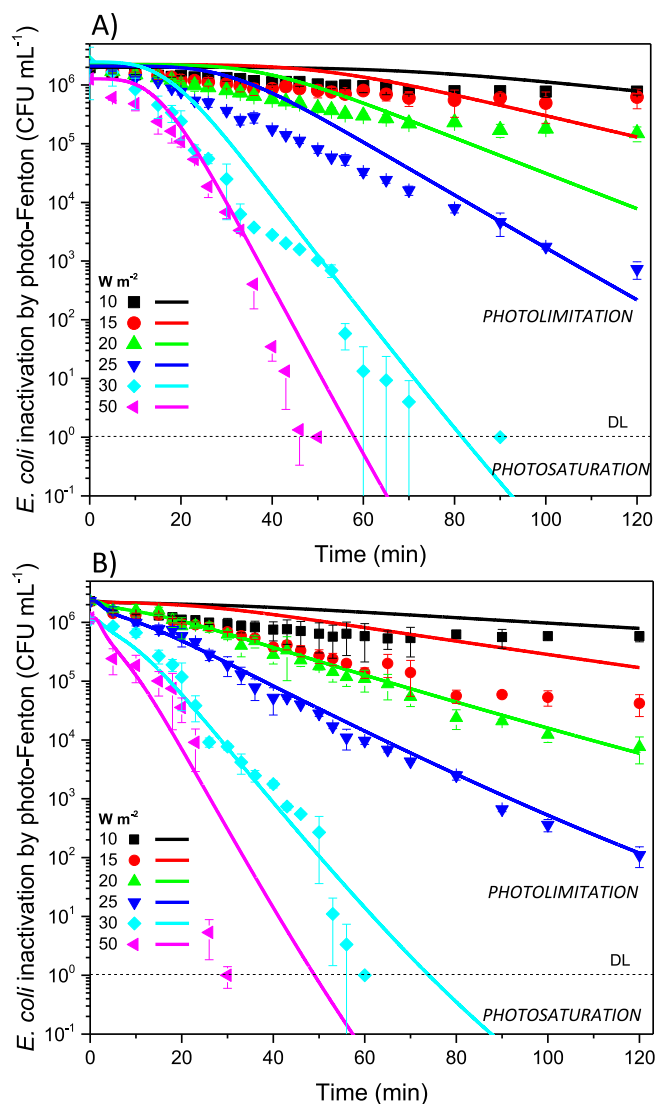 A)
E. coli inactivation by photo-Fenton (CFU mL⁻¹)
10⁶
10⁵
10⁴
10³
10²
10¹
10⁰
10⁻¹
W m⁻²
10
15
20
25
30
50
PHOTOLIMITATION
DL
PHOTOSATURATION
0 20 40 60 80 100 120
Time (min)
B)
E. coli inactivation by photo-Fenton (CFU mL⁻¹)
10⁶
10⁵
10⁴
10³
10²
10¹
10⁰
10⁻¹
W m⁻²
10
15
20
25
30
50
PHOTOLIMITATION
DL
PHOTOSATURATION
0 20 40 60 80 100 120
Time (min)